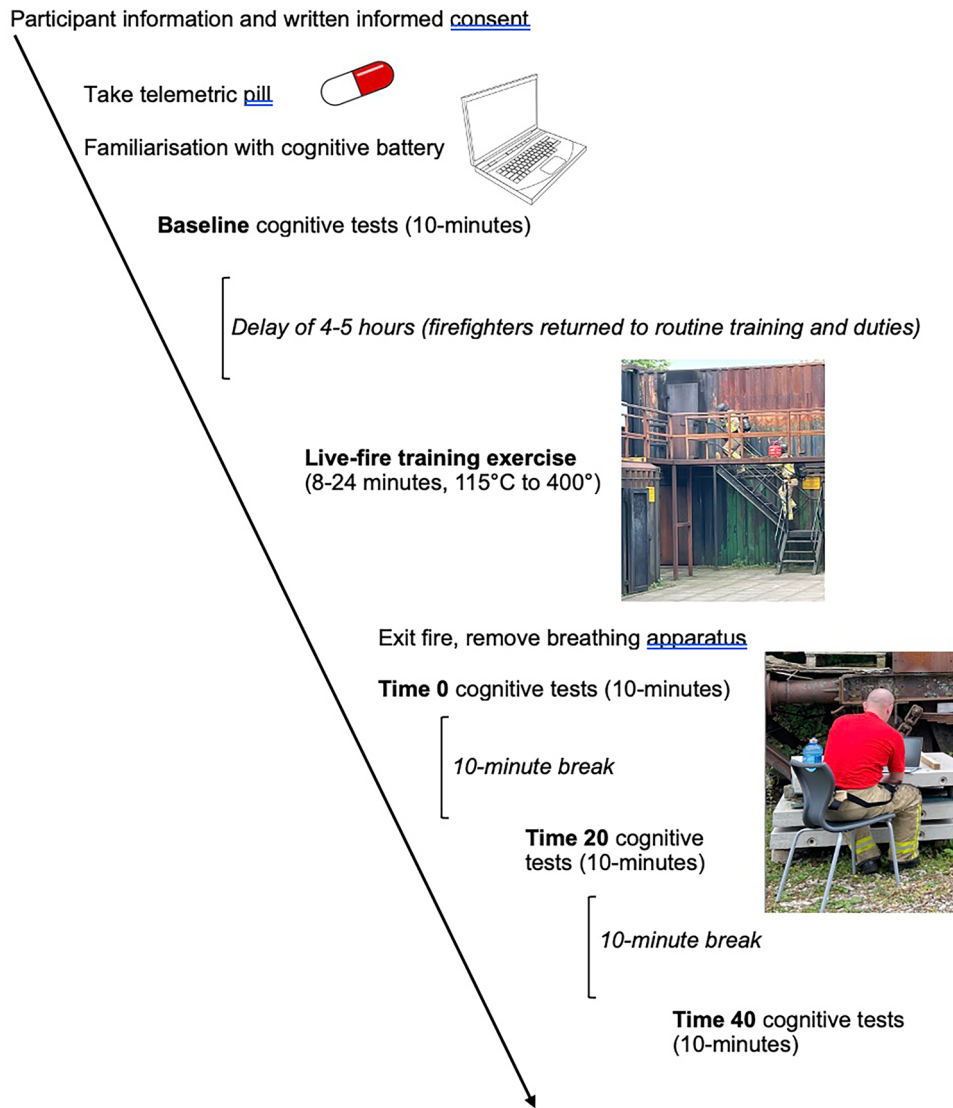 Participant information and written informed consent
Take telemetric pill
Familiarisation with cognitive battery
Baseline cognitive tests (10-minutes)
Delay of 4-5 hours (firefighters returned to routine training and duties)
Live-fire training exercise
(8-24 minutes, 115°C to 400°)
Exit fire, remove breathing apparatus
Time 0 cognitive tests (10-minutes)
10-minute break
Time 20 cognitive
tests (10-minutes)
10-minute break
Time 40 cognitive tests
(10-minutes)